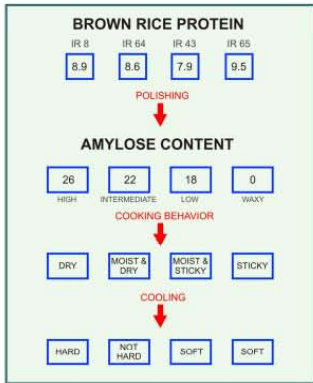 BROWN RICE PROTEIN
IR 8 IR 64 IR 43 IR 65
8.9 8.6 7.9 9.5
POLISHING
AMYLOSE CONTENT
26 22 18 0
HIGH INTERMEDIATE LOW WAXY
COOKING BEHAVIOR
DRY MOIST & DRY MOIST & STICKY STICKY
COOLING
HARD NOT HARD SOFT SOFT